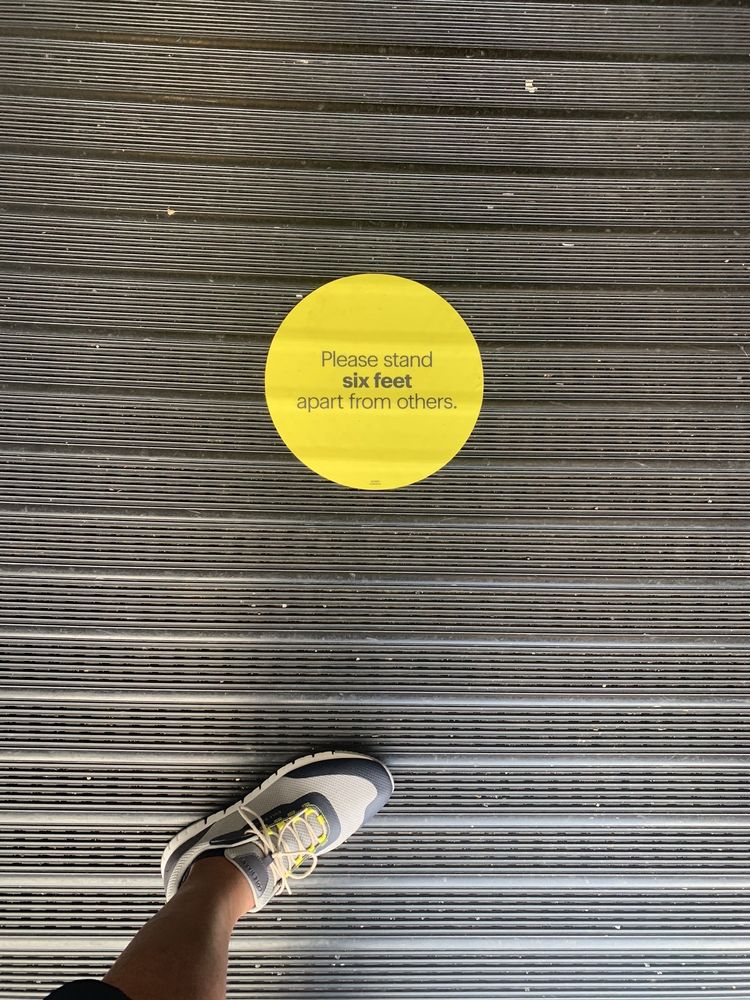 Please stand
six feet
apart from others.